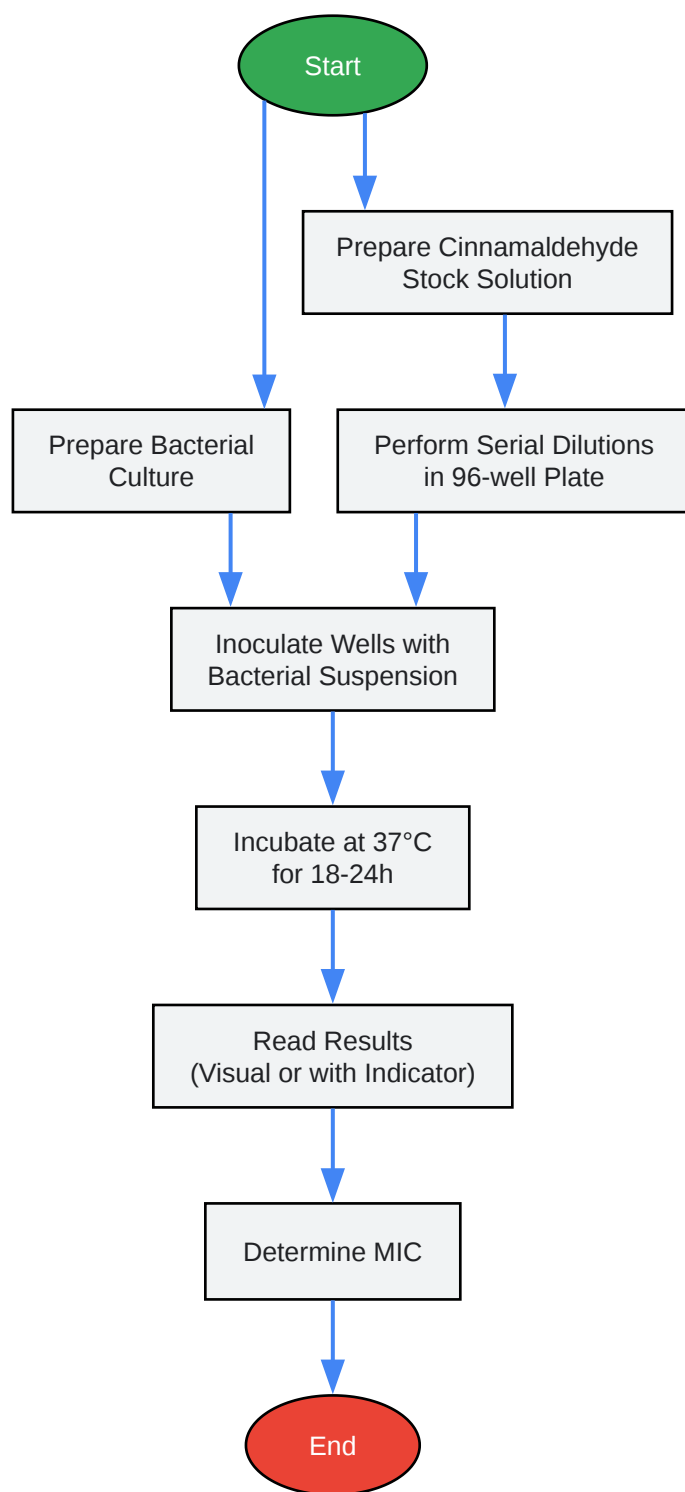 Start
Prepare Cinnamaldehyde
Stock Solution
Prepare Bacterial
Culture
Perform Serial Dilutions
in 96-well Plate
Inoculate Wells with
Bacterial Suspension
Incubate at 37°C
for 18-24h
Read Results
(Visual or with Indicator)
Determine MIC
End